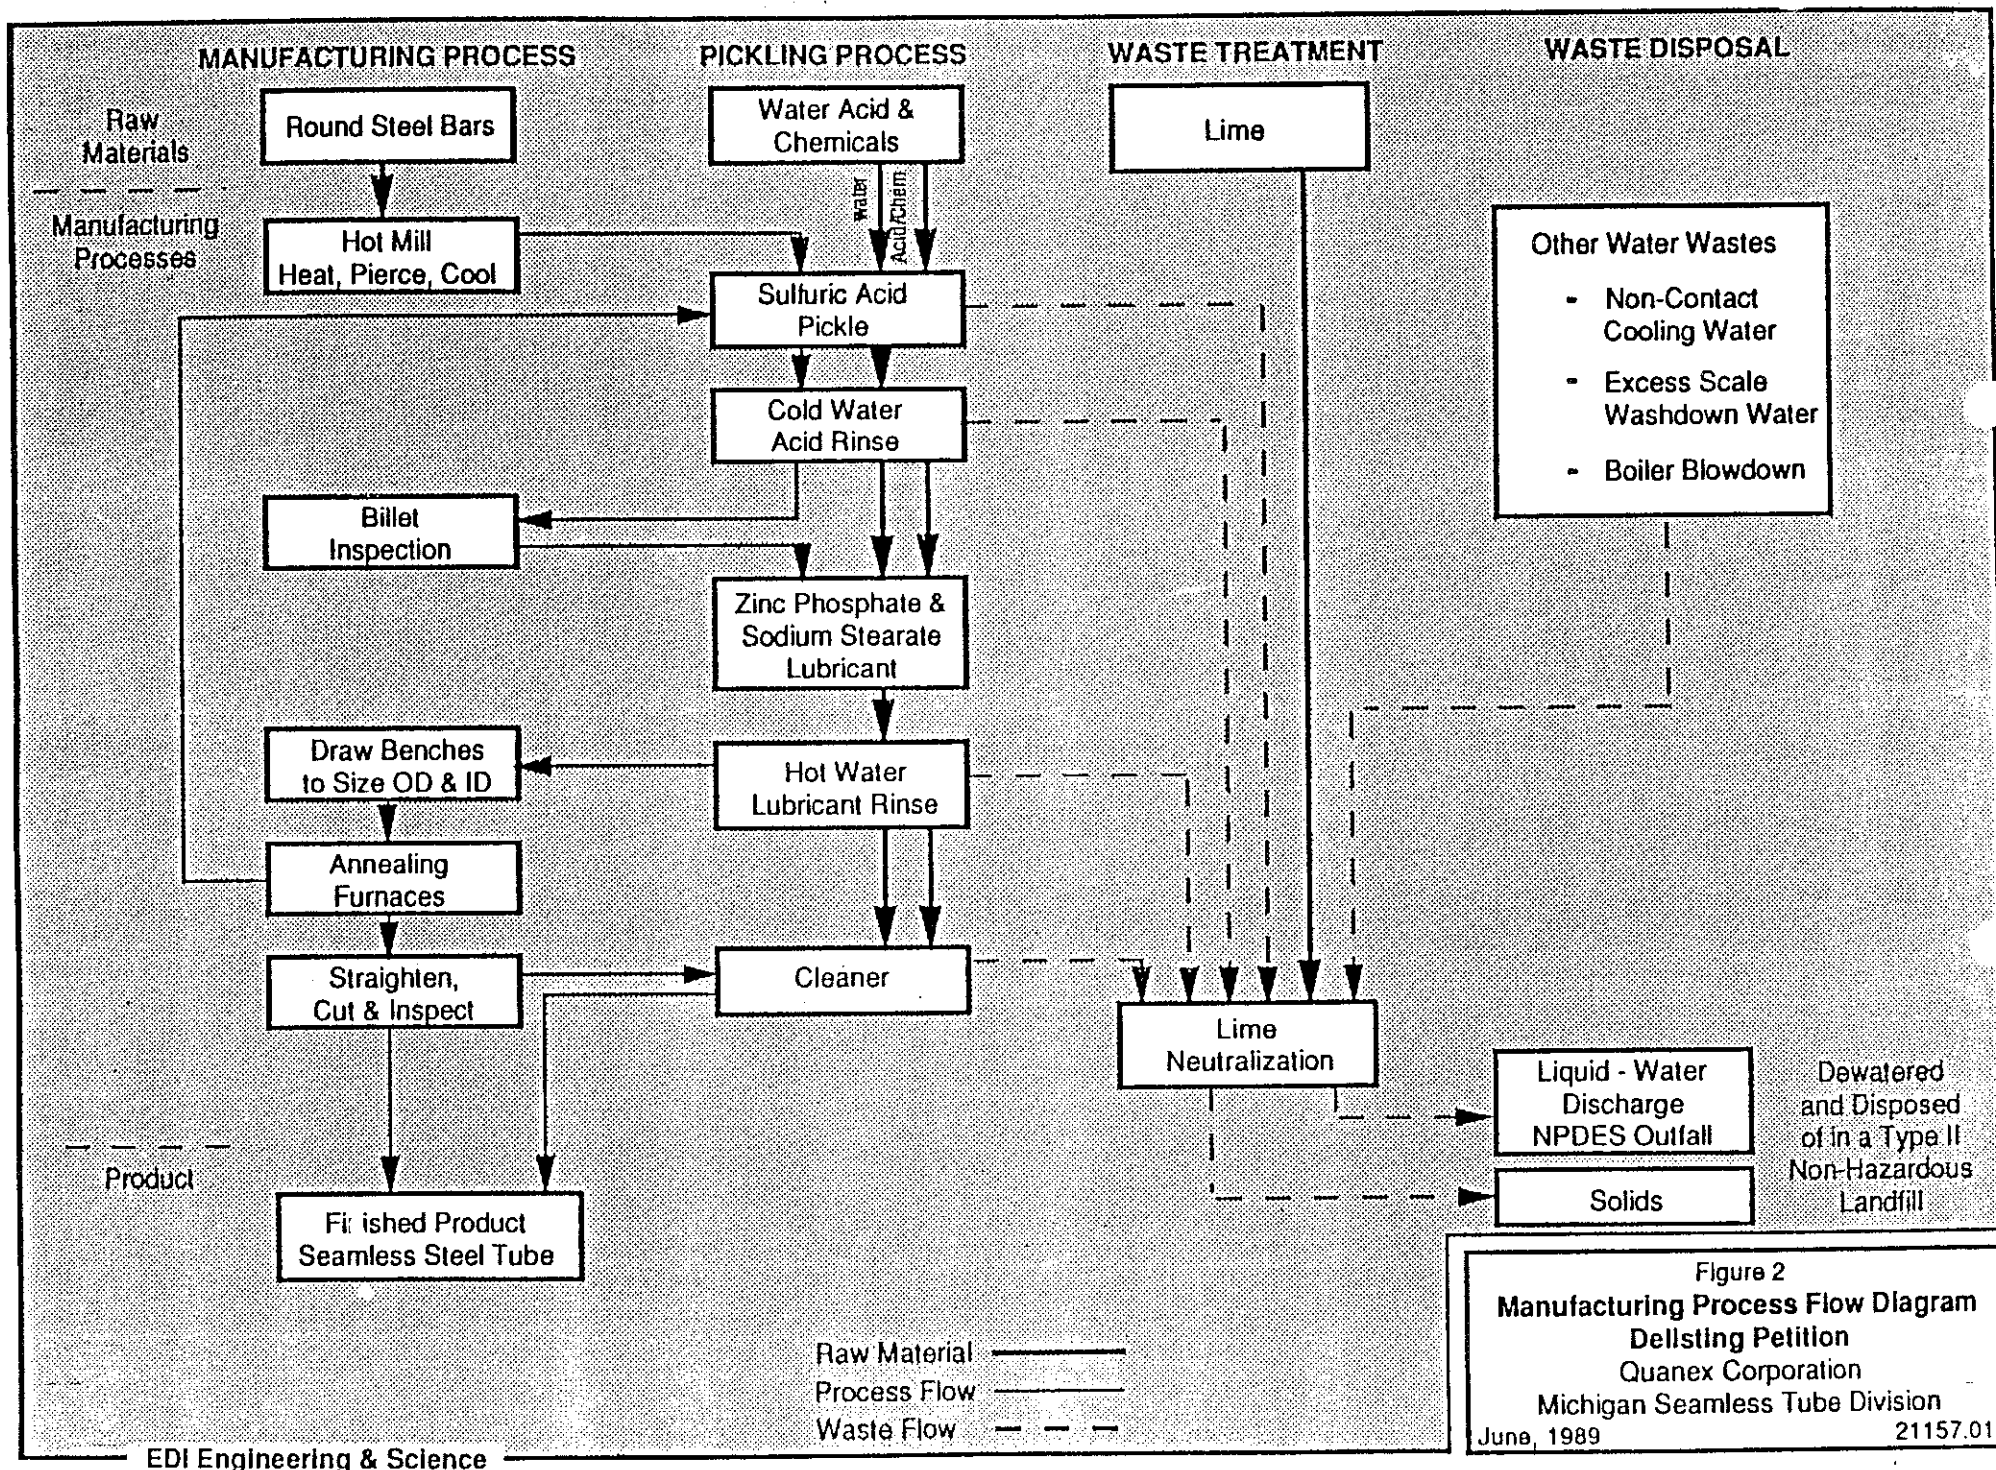 MANUFACTURING PROCESS
PICKLING PROCESS
WASTE TREATMENT
WASTE DISPOSAL
Raw
Materials
Manufacturing
Processes
Product
Round Steel Bars
Hot Mill
Heat, Pierce, Cool
Billet
Inspection
Draw Benches
to Size OD & ID
Annealing
Furnaces
Straighten,
Cut & Inspect
Finished Product
Seamless Steel Tube
Water Acid &
Chemicals
Water
Acid/Chem
Sulfuric Acid
Pickle
Cold Water
Acid Rinse
Zinc Phosphate &
Sodium Stearate
Lubricant
Hot Water
Lubricant Rinse
Cleaner
Lime
Lime
Neutralization
Other Water Wastes
- Non-Contact
Cooling Water
- Excess Scale
Washdown Water
- Boiler Blowdown
Liquid - Water
Discharge
NPDES Outfall
Solids
Dewatered
and Disposed
of in a Type II
Non-Hazardous
Landfill
Raw Material
Process Flow
Waste Flow
Figure 2
Manufacturing Process Flow Diagram
Delisting Petition
Quanex Corporation
Michigan Seamless Tube Division
June, 1989 21157.01
EDI Engineering & Science